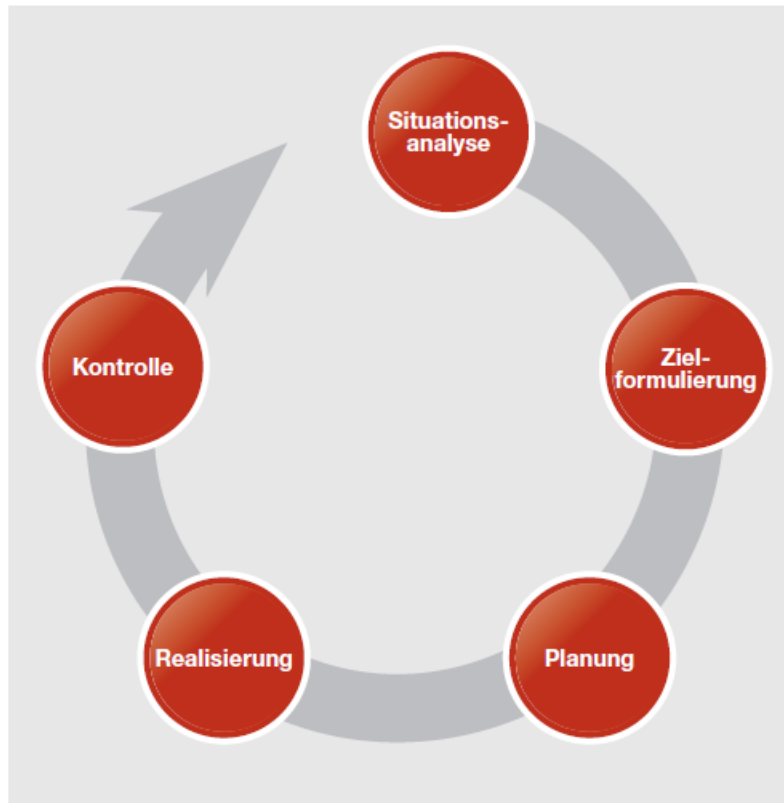 Situations-
analyse
Ziel-
formulierung
Planung
Realisierung
Kontrolle